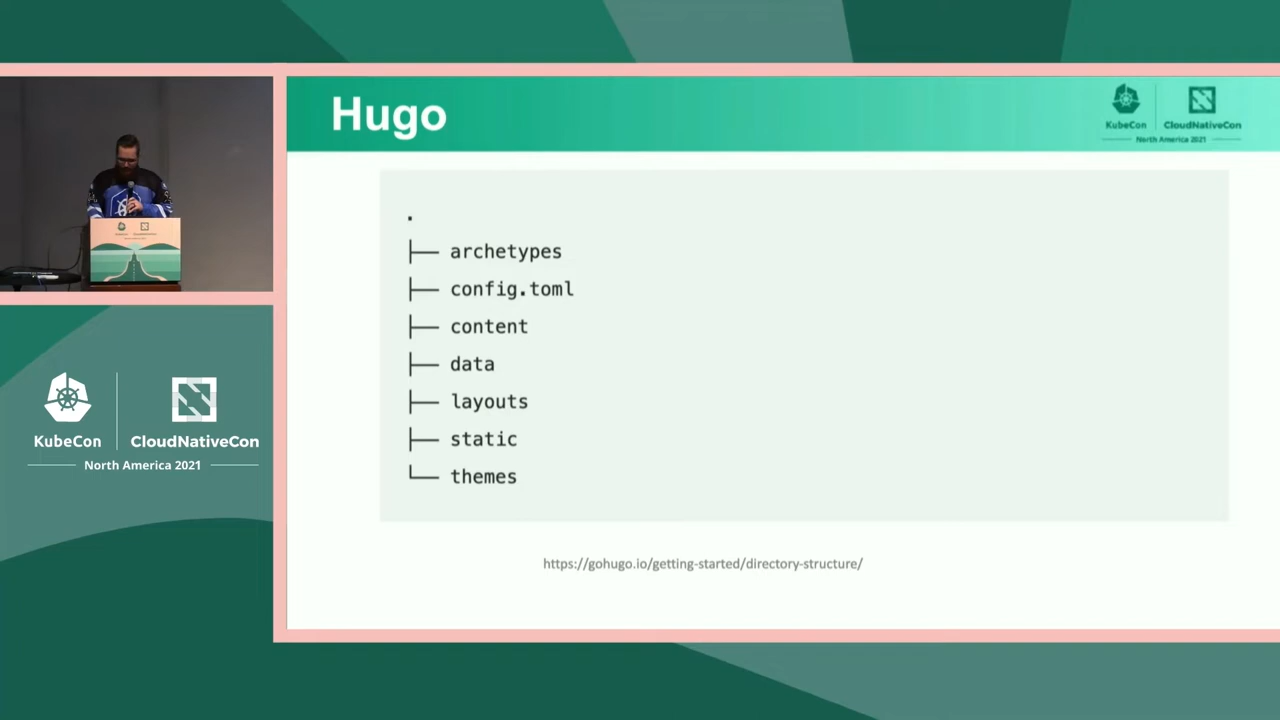 Hugo
KubeCon
CloudNativeCon
North America 2021
.
├── archetypes
├── config.toml
├── content
├── data
├── layouts
├── static
└── themes
https://gohugo.io/getting-started/directory-structure/
KubeCon
CloudNativeCon
North America 2021